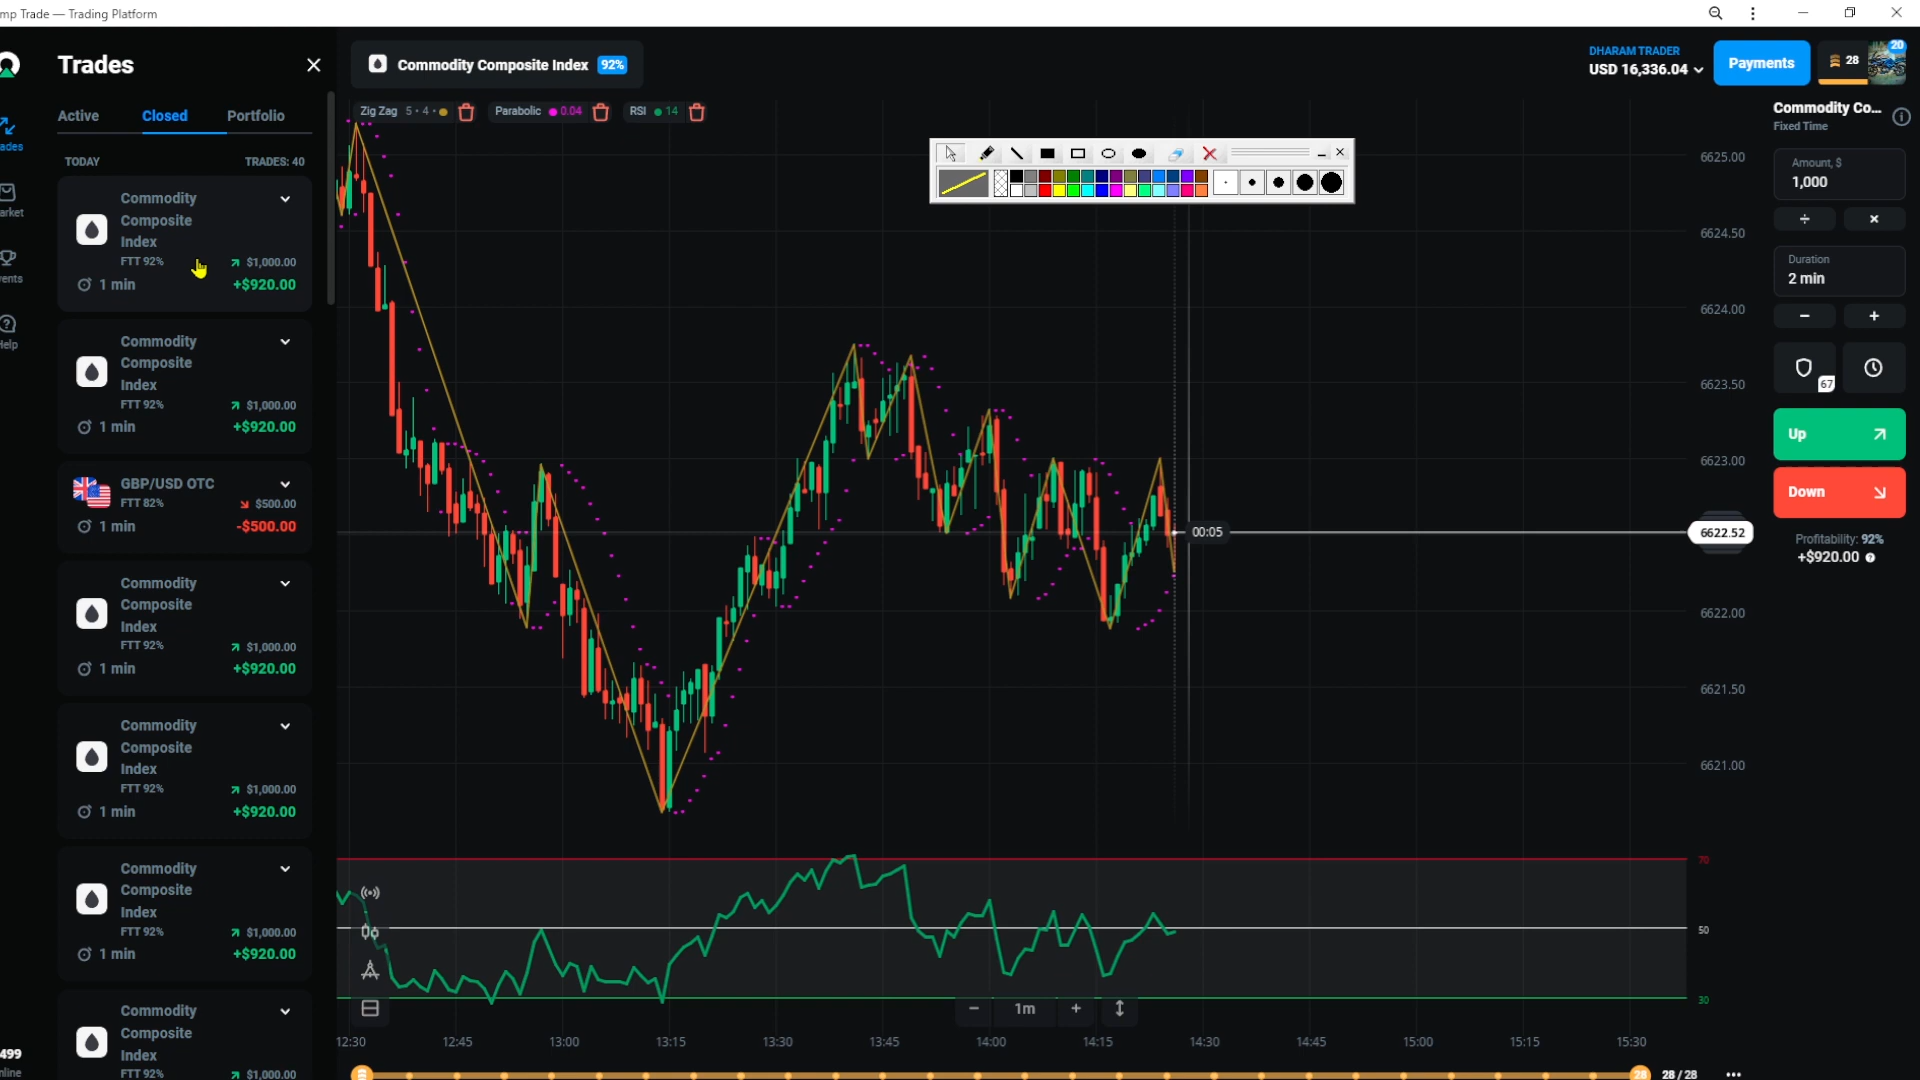 mp Trade — Trading Platform
Trades
Active
Closed
Portfolio
TODAY
TRADES: 40
Commodity
Composite
Index
FTT 92%
$1,000.00
1 min
+$920.00
Commodity
Composite
Index
FTT 92%
$1,000.00
1 min
+$920.00
GBP/USD OTC
FTT 82%
$500.00
1 min
-$500.00
Commodity
Composite
Index
FTT 92%
$1,000.00
1 min
+$920.00
Commodity
Composite
Index
FTT 92%
$1,000.00
1 min
+$920.00
Commodity
Composite
Index
FTT 92%
$1,000.00
1 min
+$920.00
Commodity
Composite
Index
FTT 92%
$1,000.00
ades
arket
ents
Help
499
nline
Commodity Composite Index 92%
Zig Zag 5 • 4 •
Parabolic 0.04
RSI 14
DHARAM TRADER
USD 16,336.04
Payments
28
20
6625.00
6624.50
6624.00
6623.50
6623.00
6622.52
6622.00
6621.50
6621.00
00:05
70
50
30
1m
12:30
12:45
13:00
13:15
13:30
13:45
14:00
14:15
14:30
14:45
15:00
15:15
15:30
28
28 / 28
Commodity Co...
Fixed Time
Amount, $
1,000
Duration
2 min
67
Up
Down
Profitability: 92%
+$920.00